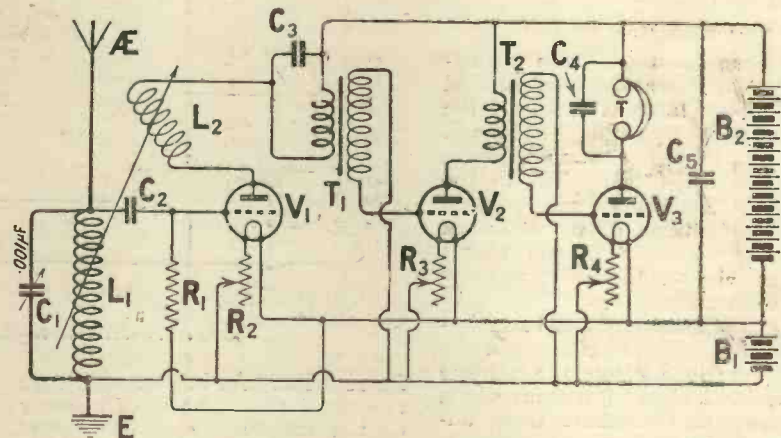 Æ
C₃
L₂
C₄
T₂
T
B₂
C₂
V₁
T₁
V₂
V₃
C₅
.001μF
C₁
L₁
R₁
R₂
R₃
R₄
B₁
E